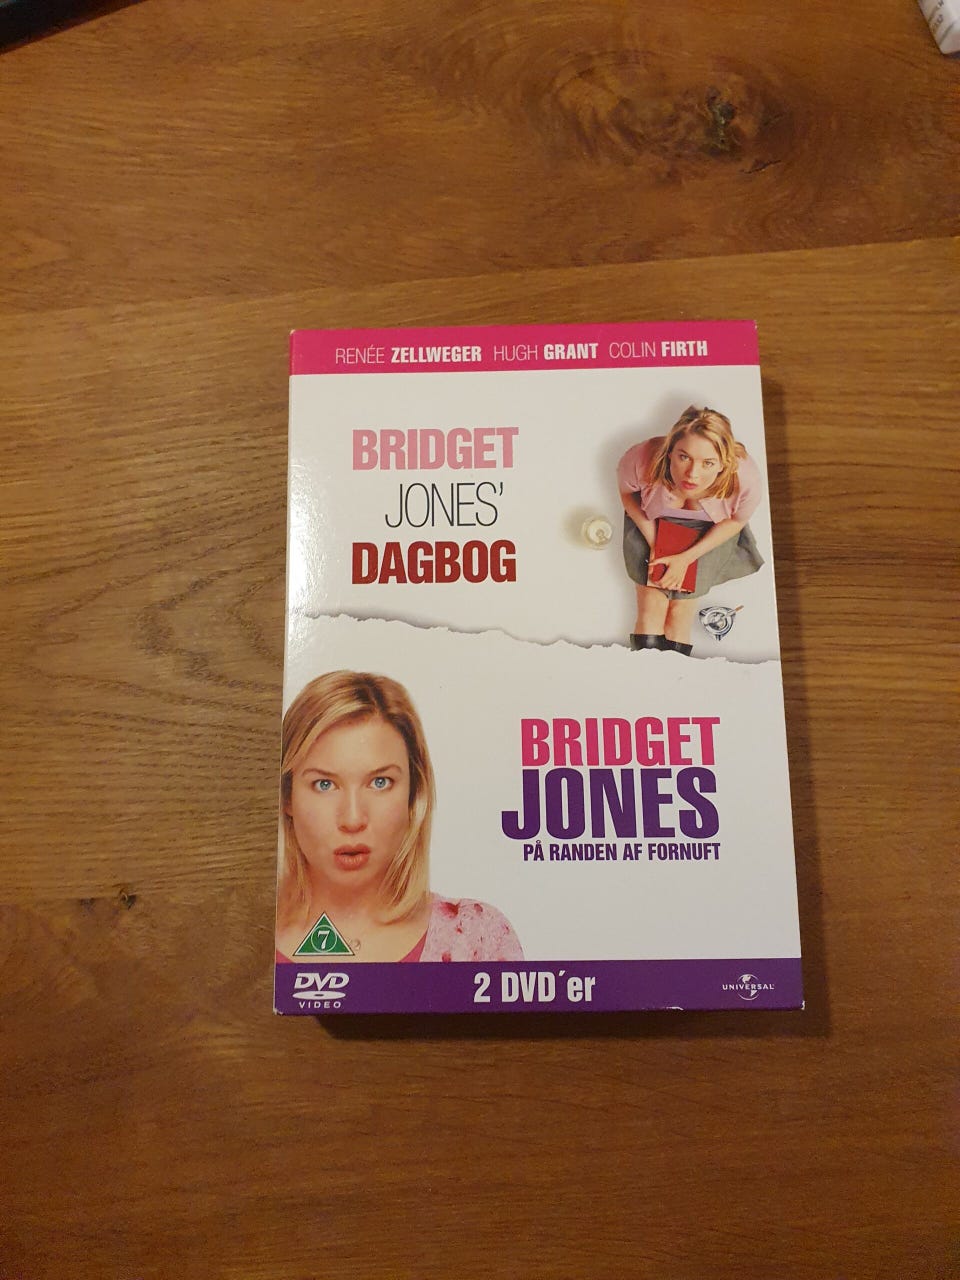 RENÉE ZELLWEGER HUGH GRANT COLIN FIRTH
BRIDGET
JONES'
DAGBOG
BRIDGET
JONES
PÅ RANDEN AF FORNUFT
7
DVD
VIDEO
2 DVD´er
UNIVERSAL